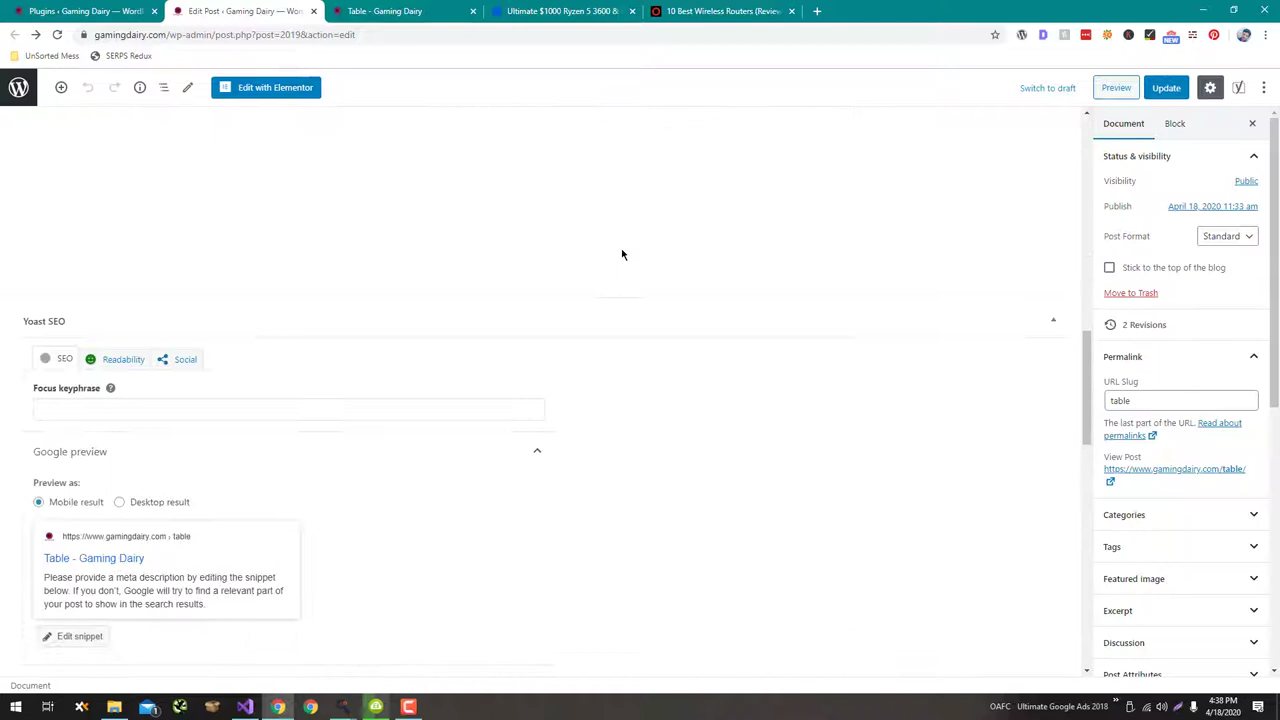 Plugins ‹ Gaming Dairy — WordP
Edit Post ‹ Gaming Dairy — Wor
Table - Gaming Dairy
Ultimate $1000 Ryzen 5 3600 &
10 Best Wireless Routers (Revie
gamingdairy.com/wp-admin/post.php?post=2019&action=edit
UnSorted Mess
SERPS Redux
Edit with Elementor
Switch to draft
Preview
Update
Document
Block
Status & visibility
Visibility
Public
Publish
April 18, 2020 11:33 am
Post Format
Standard
Stick to the top of the blog
Move to Trash
2 Revisions
Permalink
URL Slug
table
The last part of the URL. Read about
permalinks
View Post
https://www.gamingdairy.com/table/
Categories
Tags
Featured image
Excerpt
Discussion
Post Attributes
Yoast SEO
SEO
Readability
Social
Focus keyphrase
Google preview
Preview as:
Mobile result
Desktop result
https://www.gamingdairy.com › table
Table - Gaming Dairy
Please provide a meta description by editing the snippet
below. If you don't, Google will try to find a relevant part of
your post to show in the search results.
Edit snippet
Document
OAFC
Ultimate Google Ads 2018
4:38 PM
4/18/2020
NEW